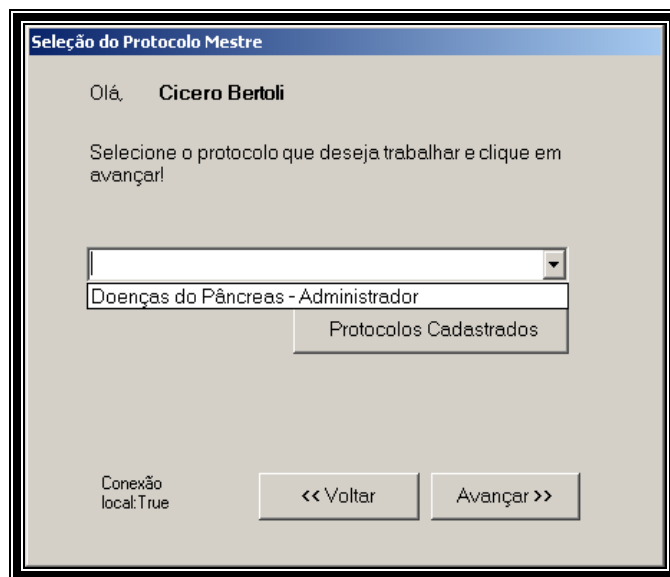 Seleção do Protocolo Mestre
Olá, Cicero Bertoli
Selecione o protocolo que deseja trabalhar e clique em
avançar!
Doenças do Pâncreas - Administrador
Protocolos Cadastrados
Conexão
local:True
<< Voltar
Avançar >>